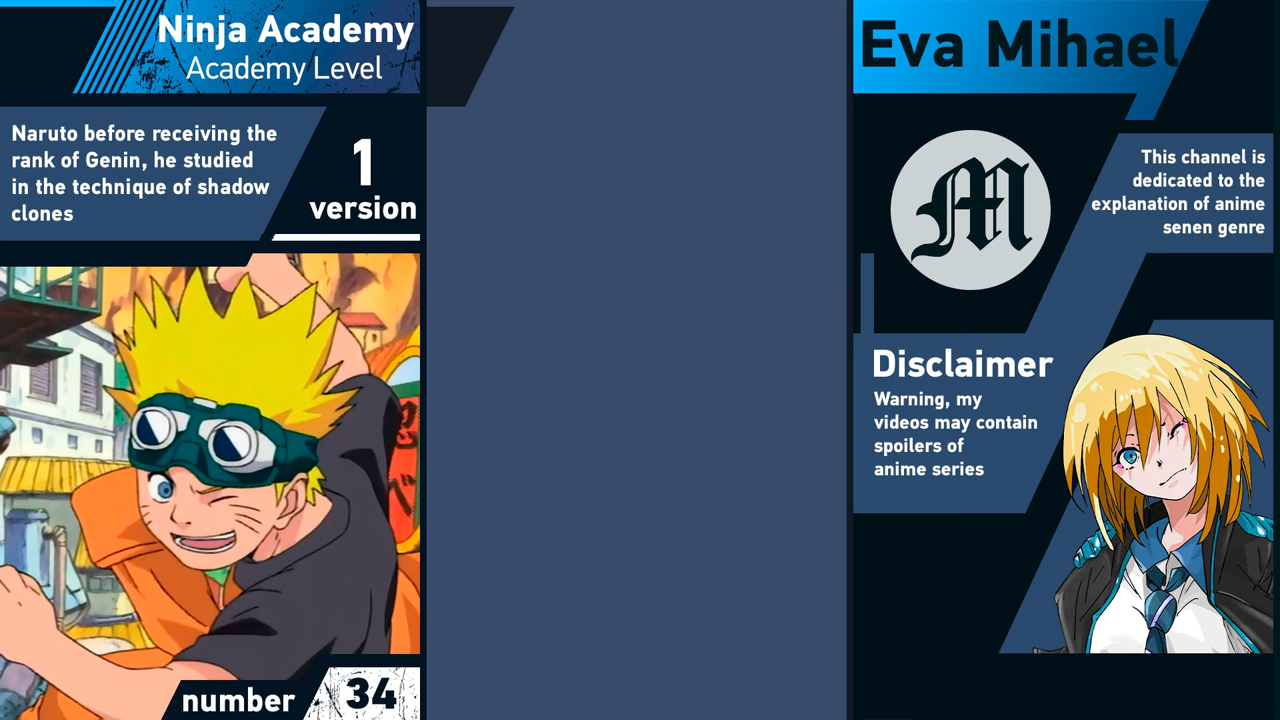 Ninja Academy
Academy Level
Naruto before receiving the
rank of Genin, he studied
in the technique of shadow
clones
1
version
number 34
Eva Mihael
M
This channel is
dedicated to the
explanation of anime
senen genre
Disclaimer
Warning, my
videos may contain
spoilers of
anime series